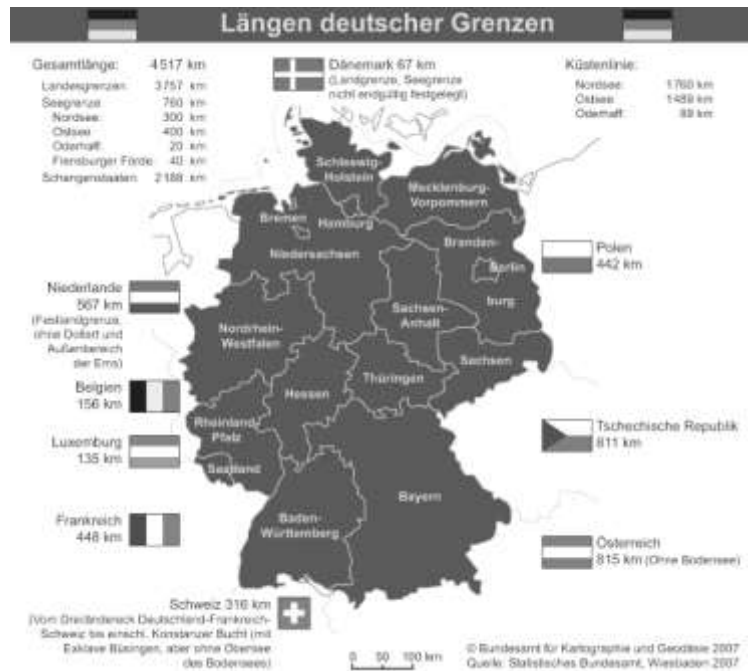 Längen deutscher Grenzen
Gesamtlänge: 4517 km
Landesgrenzen: 3757 km
Seegrenze: 760 km
Nordsee: 300 km
Ostsee: 400 km
Oderhaff: 20 km
Flensburger Förde 40 km
2188 km
Dänemark 67 km
(Landgrenze, Seegrenze
nicht endgültig festgelegt)
Küstenlinie:
Nordsee: 1760 km
Ostsee: 1489 km
Oderhaff: km
Schleswig-
Holstein
Mecklenburg-
Vorpommern
Bremen
Hamburg
Niedersachsen
Branden-
Berlin
burg
Polen
442 km
Niederlande
567 km
(Festlandgrenze,
ohne Dollart und
Außenbereich
der Ems)
Nordrhein-
Westfalen
Sachsen-
Anhalt
Sachsen
Thüringen
Hessen
Belgien
156 km
Rheinland-
Pfalz
Luxemburg
135 km
Saarland
Tschechische Republik
811 km
Bayern
Frankreich
448 km
Baden-
Württemberg
Österreich
815 km (Ohne Bodensee)
Schweiz 316 km
(Vom Dreiländereck Deutschland-Frankreich-
Schweiz bis einschl. Konstanzer Bucht (mit
Exklave Büsingen, aber ohne Obersee
des Bodensees)
0 50 100 km
© Bundesamt für Kartographie und Geodäsie 2007
Quelle: Statistisches Bundesamt, Wiesbaden 2007